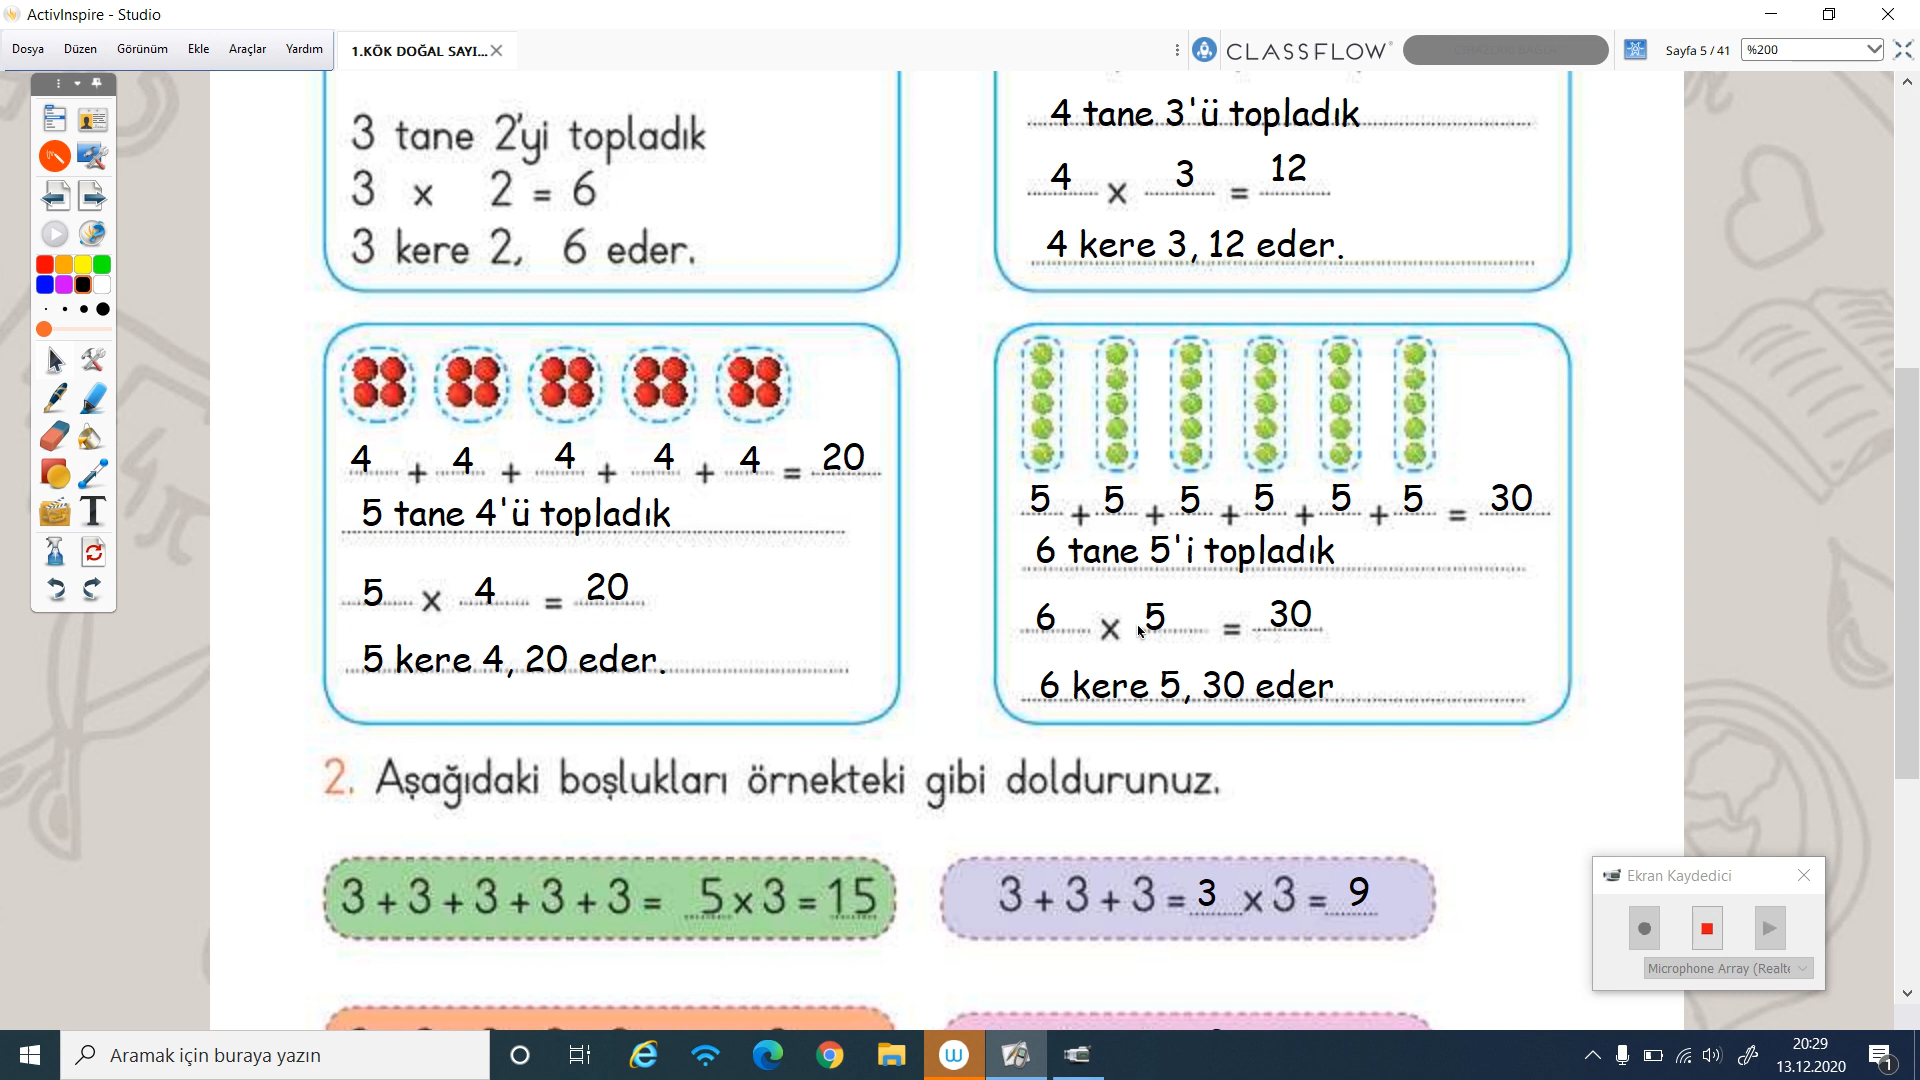 ActivInspire - Studio
Dosya Düzen Görünüm Ekle Araçlar Yardım
1.KÖK DOĞAL SAYI...
CLASSFLOW
Sayfa 5 / 41
%200
3 tane 2'yi topladık
3 x 2 = 6
3 kere 2, 6 eder.
4 tane 3'ü topladık
4 x 3 = 12
4 kere 3, 12 eder.
4 + 4 + 4 + 4 + 4 = 20
5 tane 4'ü topladık
5 x 4 = 20
5 kere 4, 20 eder.
5 + 5 + 5 + 5 + 5 + 5 = 30
6 tane 5'i topladık
6 x 5 = 30
6 kere 5, 30 eder
2. Aşağıdaki boşlukları örnekteki gibi doldurunuz.
3 + 3 + 3 + 3 + 3 = 5 x 3 = 15
3 + 3 + 3 = 3 x 3 = 9
Ekran Kaydedici
Microphone Array (Realte
Aramak için buraya yazın
20:29
13.12.2020
1